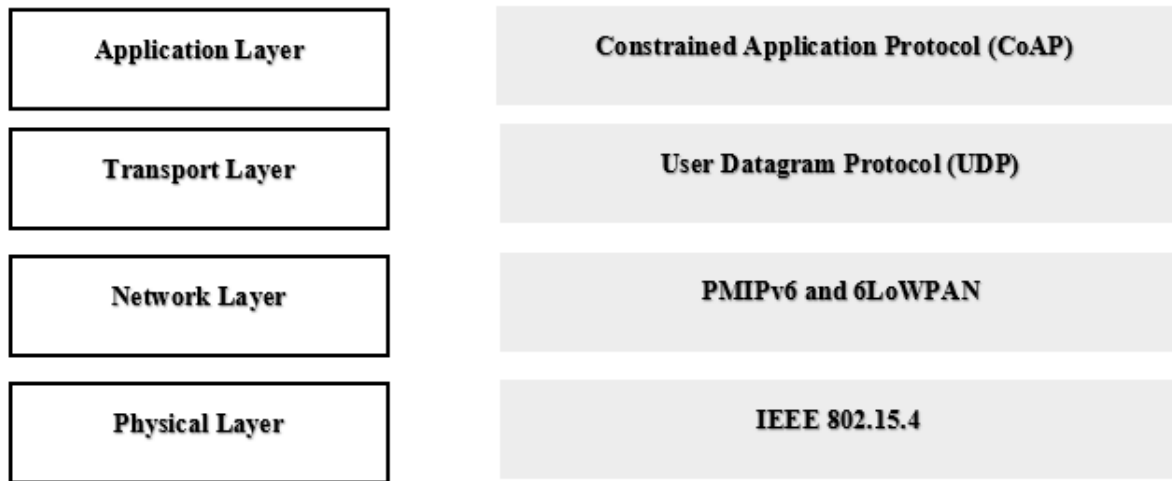 Application Layer
Constrained Application Protocol (CoAP)
Transport Layer
User Datagram Protocol (UDP)
Network Layer
PMIPv6 and 6LoWPAN
Physical Layer
IEEE 802.15.4